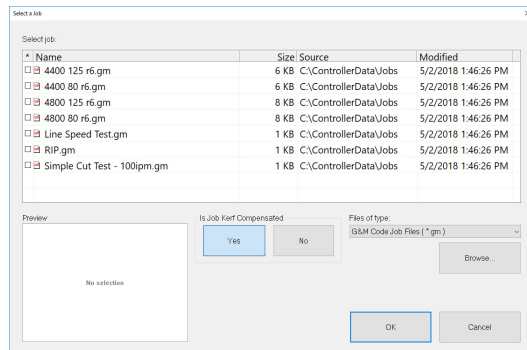 Select a Job
Select job:
* Name Size Source Modified
4400 125 r6.gm 6 KB C:\ControllerData\Jobs 5/2/2018 1:46:26 PM
4400 80 r6.gm 6 KB C:\ControllerData\Jobs 5/2/2018 1:46:26 PM
4800 125 r6.gm 8 KB C:\ControllerData\Jobs 5/2/2018 1:46:26 PM
4800 80 r6.gm 8 KB C:\ControllerData\Jobs 5/2/2018 1:46:26 PM
Line Speed Test.gm 1 KB C:\ControllerData\Jobs 5/2/2018 1:46:26 PM
RIP.gm 1 KB C:\ControllerData\Jobs 5/2/2018 1:46:26 PM
Simple Cut Test - 100ipm.gm 1 KB C:\ControllerData\Jobs 5/2/2018 1:46:26 PM
Preview Is Job Kerf Compensated Files of type:
Yes No G&M Code Job Files ( *.gm )
Browse...
No selection
OK Cancel